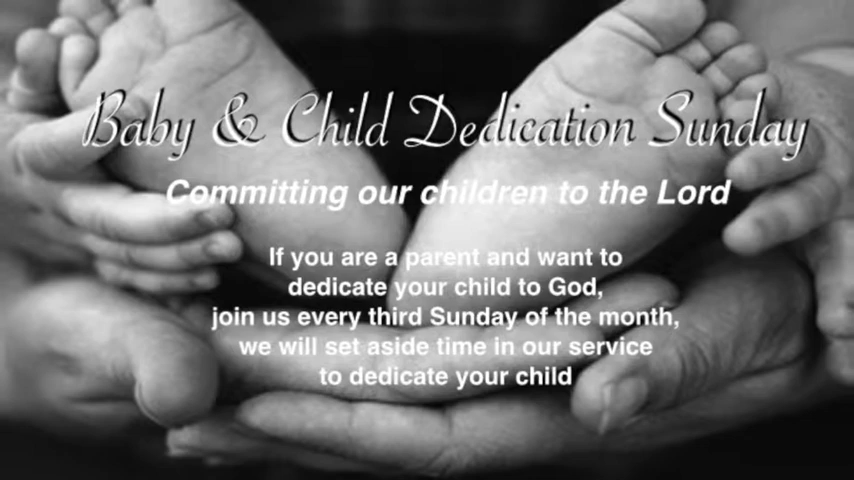 Baby & Child Dedication Sunday
Committing our children to the Lord
If you are a parent and want to
dedicate your child to God,
join us every third Sunday of the month,
we will set aside time in our service
to dedicate your child